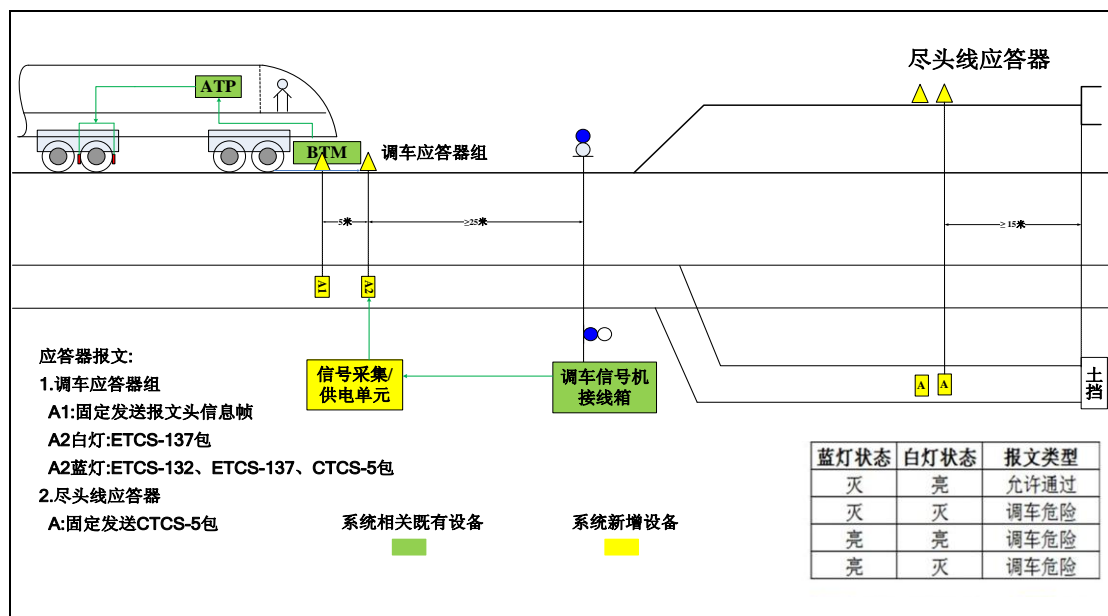 尽头线应答器
ATP
BTM
调车应答器组
5米
≥25米
≥15米
A1
A2
应答器报文:
1.调车应答器组
A1:固定发送报文头信息帧
A2白灯:ETCS-137包
A2蓝灯:ETCS-132、ETCS-137、CTCS-5包
2.尽头线应答器
A:固定发送CTCS-5包
信号采集/
供电单元
调车信号机
接线箱
A
A
土
挡
系统相关既有设备
系统新增设备
蓝灯状态 白灯状态 报文类型
灭 亮 允许通过
灭 灭 调车危险
亮 亮 调车危险
亮 灭 调车危险